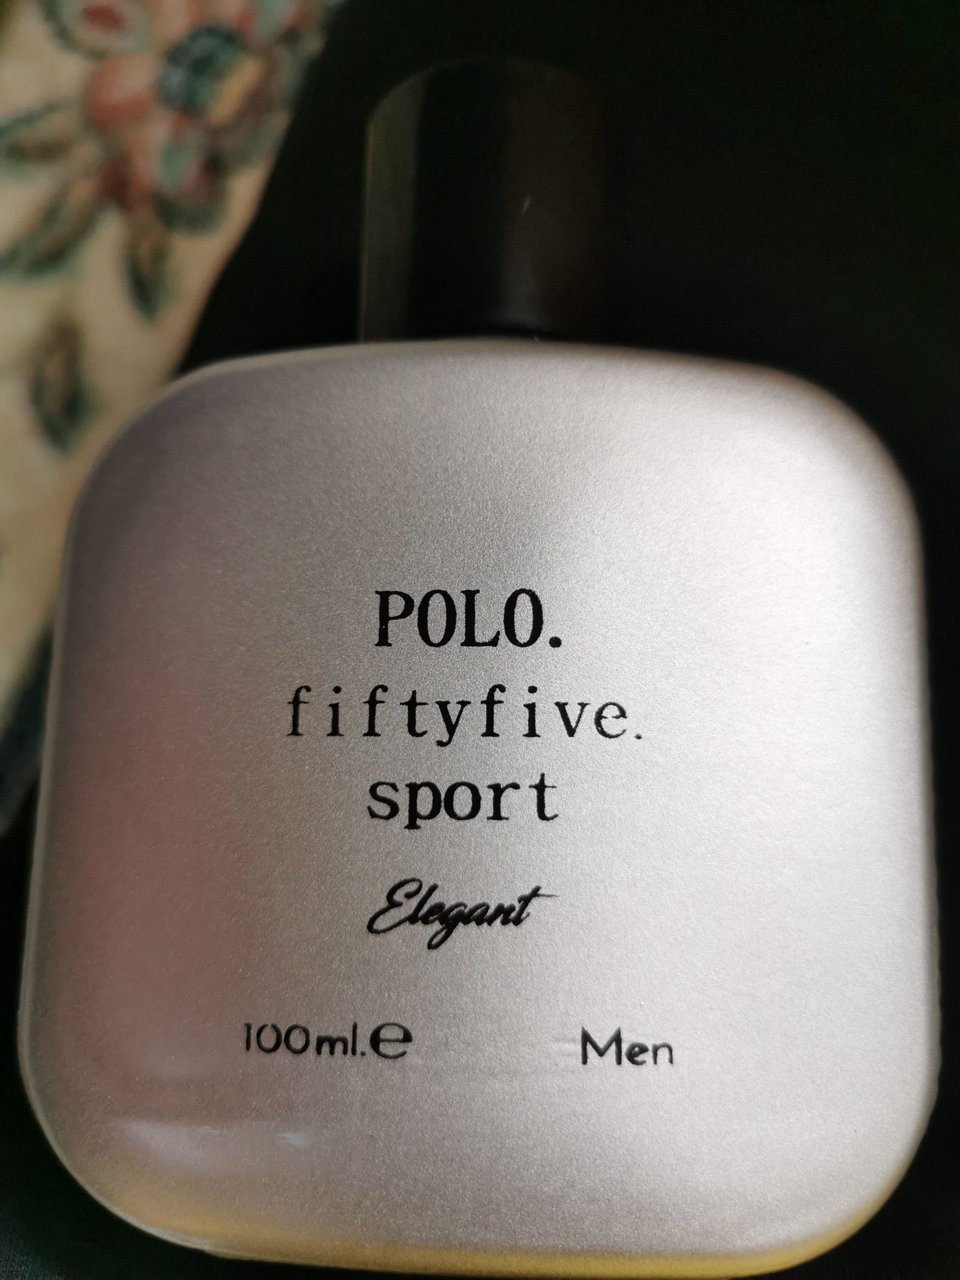 POLO.
fiftyfive.
sport
Elegant
100ml.e Men